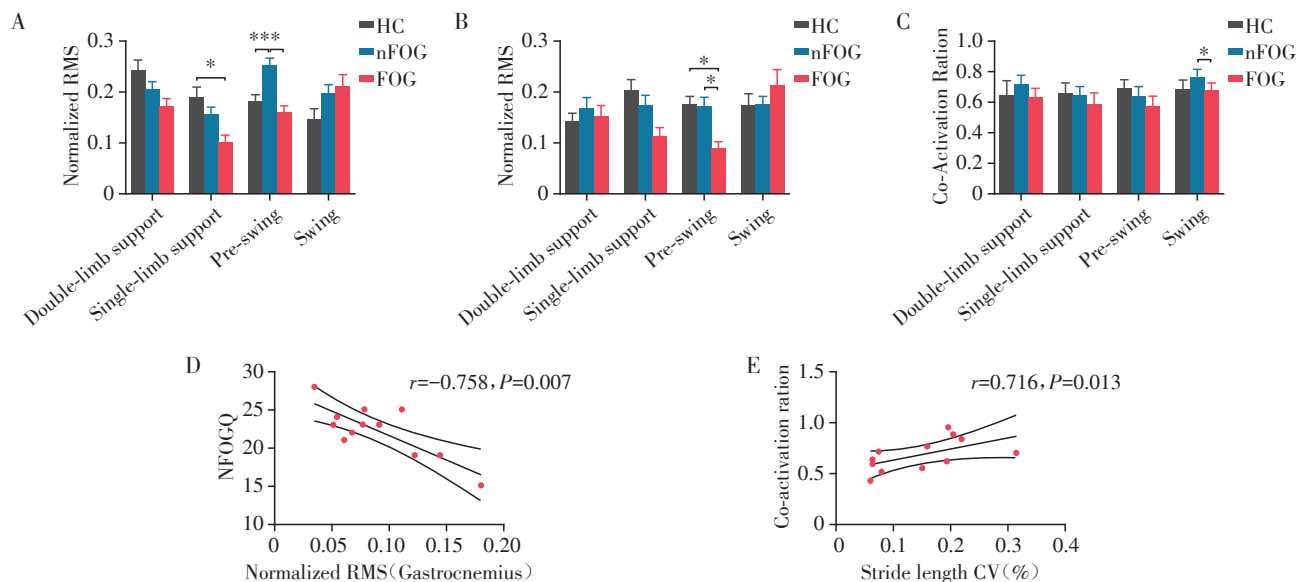 A
HC
nFOG
FOG
Normalized RMS
0.3
0.2
0.1
0
*
***
Double-limb support
Single-limb support
Pre-swing
Swing
B
HC
nFOG
FOG
Normalized RMS
0.3
0.2
0.1
0
*
*
Double-limb support
Single-limb support
Pre-swing
Swing
C
HC
nFOG
FOG
Co-Activation Ration
1.0
0.8
0.6
0.4
0.2
0
*
Double-limb support
Single-limb support
Pre-swing
Swing
D
r=−0.758,P=0.007
NFOGQ
30
25
20
15
10
0 0.05 0.10 0.15 0.20
Normalized RMS(Gastrocnemius)
E
r=0.716,P=0.013
Co-activation ration
1.5
1.0
0.5
0
0 0.1 0.2 0.3 0.4
Stride length CV(%)